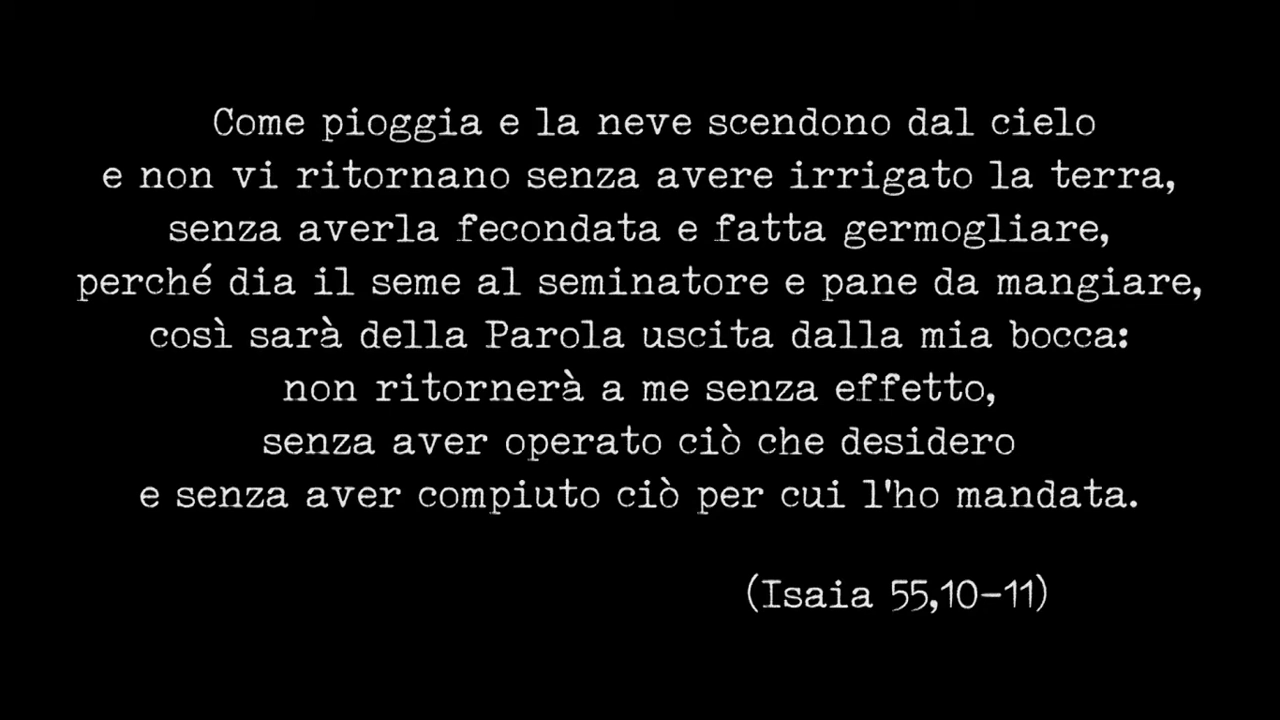 Come pioggia e la neve scendono dal cielo
e non vi ritornano senza avere irrigato la terra,
senza averla fecondata e fatta germogliare,
perché dia il seme al seminatore e pane da mangiare,
così sarà della Parola uscita dalla mia bocca:
non ritornerà a me senza effetto,
senza aver operato ciò che desidero
e senza aver compiuto ciò per cui l'ho mandata.
(Isaia 55,10-11)